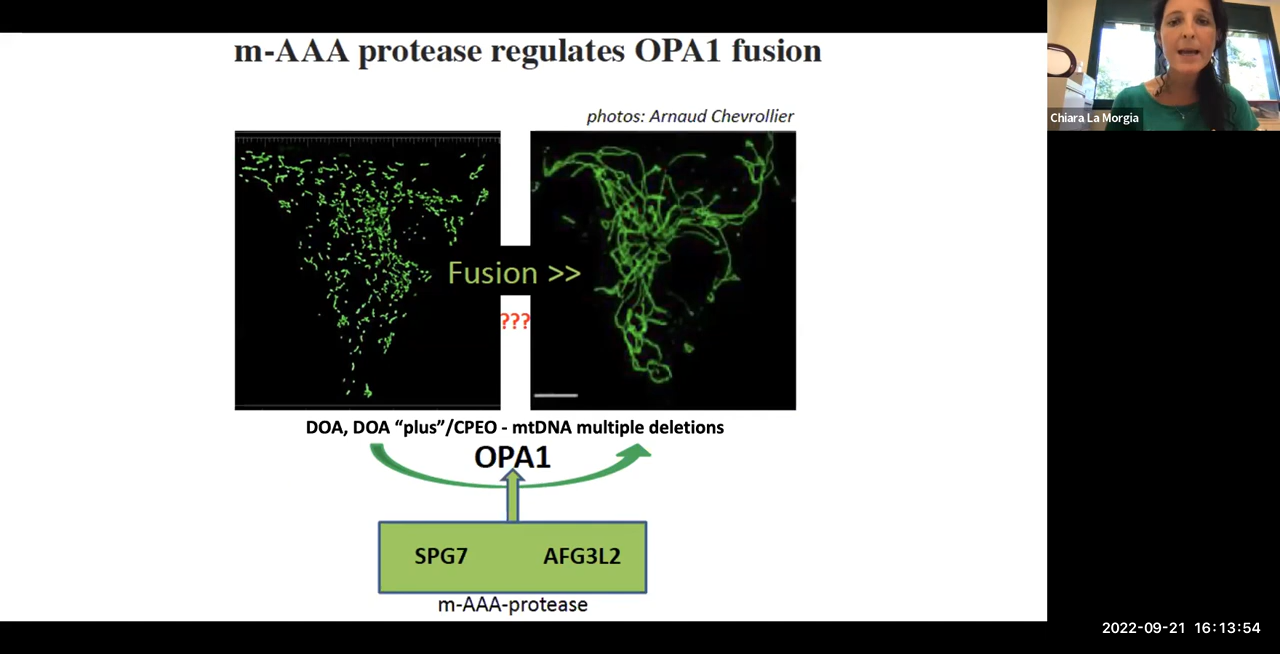 m-AAA protease regulates OPA1 fusion
photos: Arnaud Chevrollier
Chiara La Morgia
Fusion >>
???
DOA, DOA “plus”/CPEO - mtDNA multiple deletions
OPA1
SPG7 AFG3L2
m-AAA-protease
2022-09-21 16:13:54